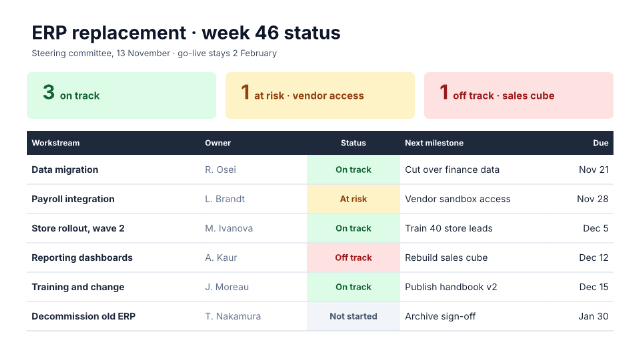 ERP replacement · week 46 status
Steering committee, 13 November · go-live stays 2 February
3 on track
1 at risk · vendor access
1 off track · sales cube
Workstream Owner Status Next milestone Due
Data migration R. Osei On track Cut over finance data Nov 21
Payroll integration L. Brandt At risk Vendor sandbox access Nov 28
Store rollout, wave 2 M. Ivanova On track Train 40 store leads Dec 5
Reporting dashboards A. Kaur Off track Rebuild sales cube Dec 12
Training and change J. Moreau On track Publish handbook v2 Dec 15
Decommission old ERP T. Nakamura Not started Archive sign-off Jan 30